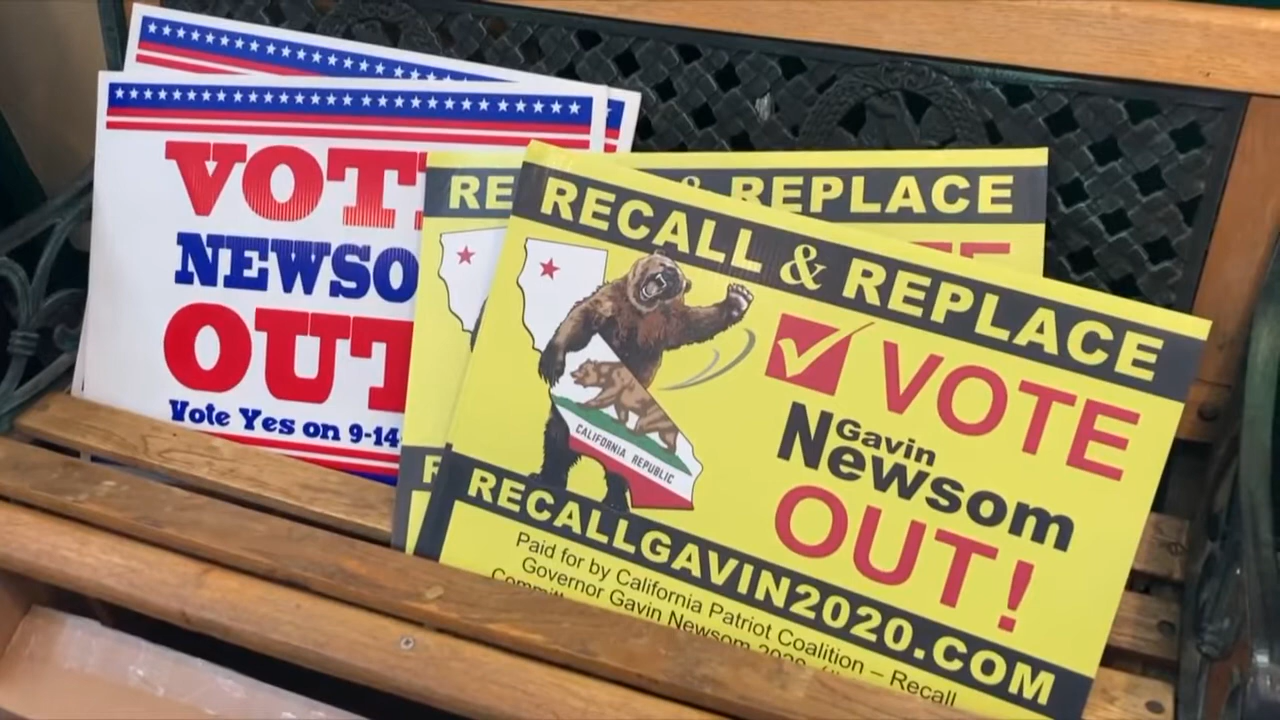 VOT
NEWSO
OUT
Vote Yes on 9-14
RE & REPLACE
RECALL & REPLACE
VOTE
Gavin
Newsom
OUT!
CALIFORNIA REPUBLIC
RECALLGAVIN2020.COM
Paid for by California Patriot Coalition – Recall
Governor Gavin Newsom